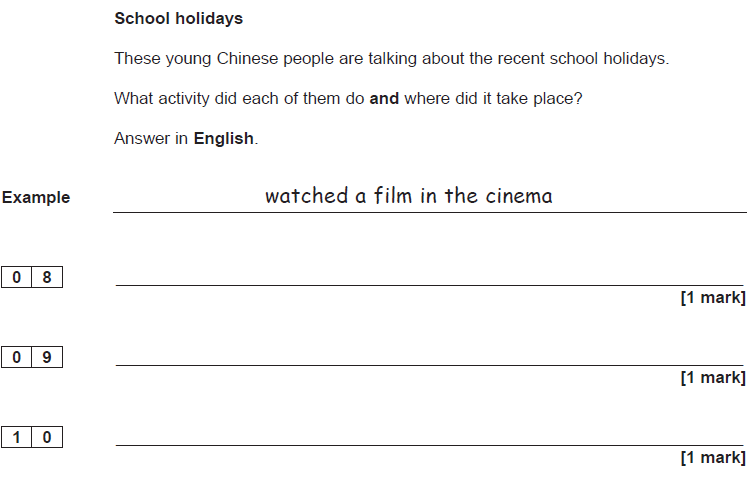 School holidays
These young Chinese people are talking about the recent school holidays.
What activity did each of them do and where did it take place?
Answer in English.
Example watched a film in the cinema
0 8
[1 mark]
0 9
[1 mark]
1 0
[1 mark]